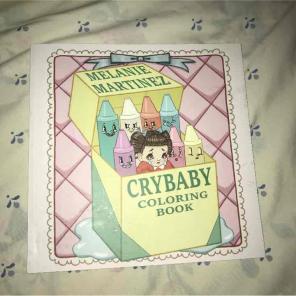 MELANIE
MARTINEZ
CRYBABY
COLORING
BOOK